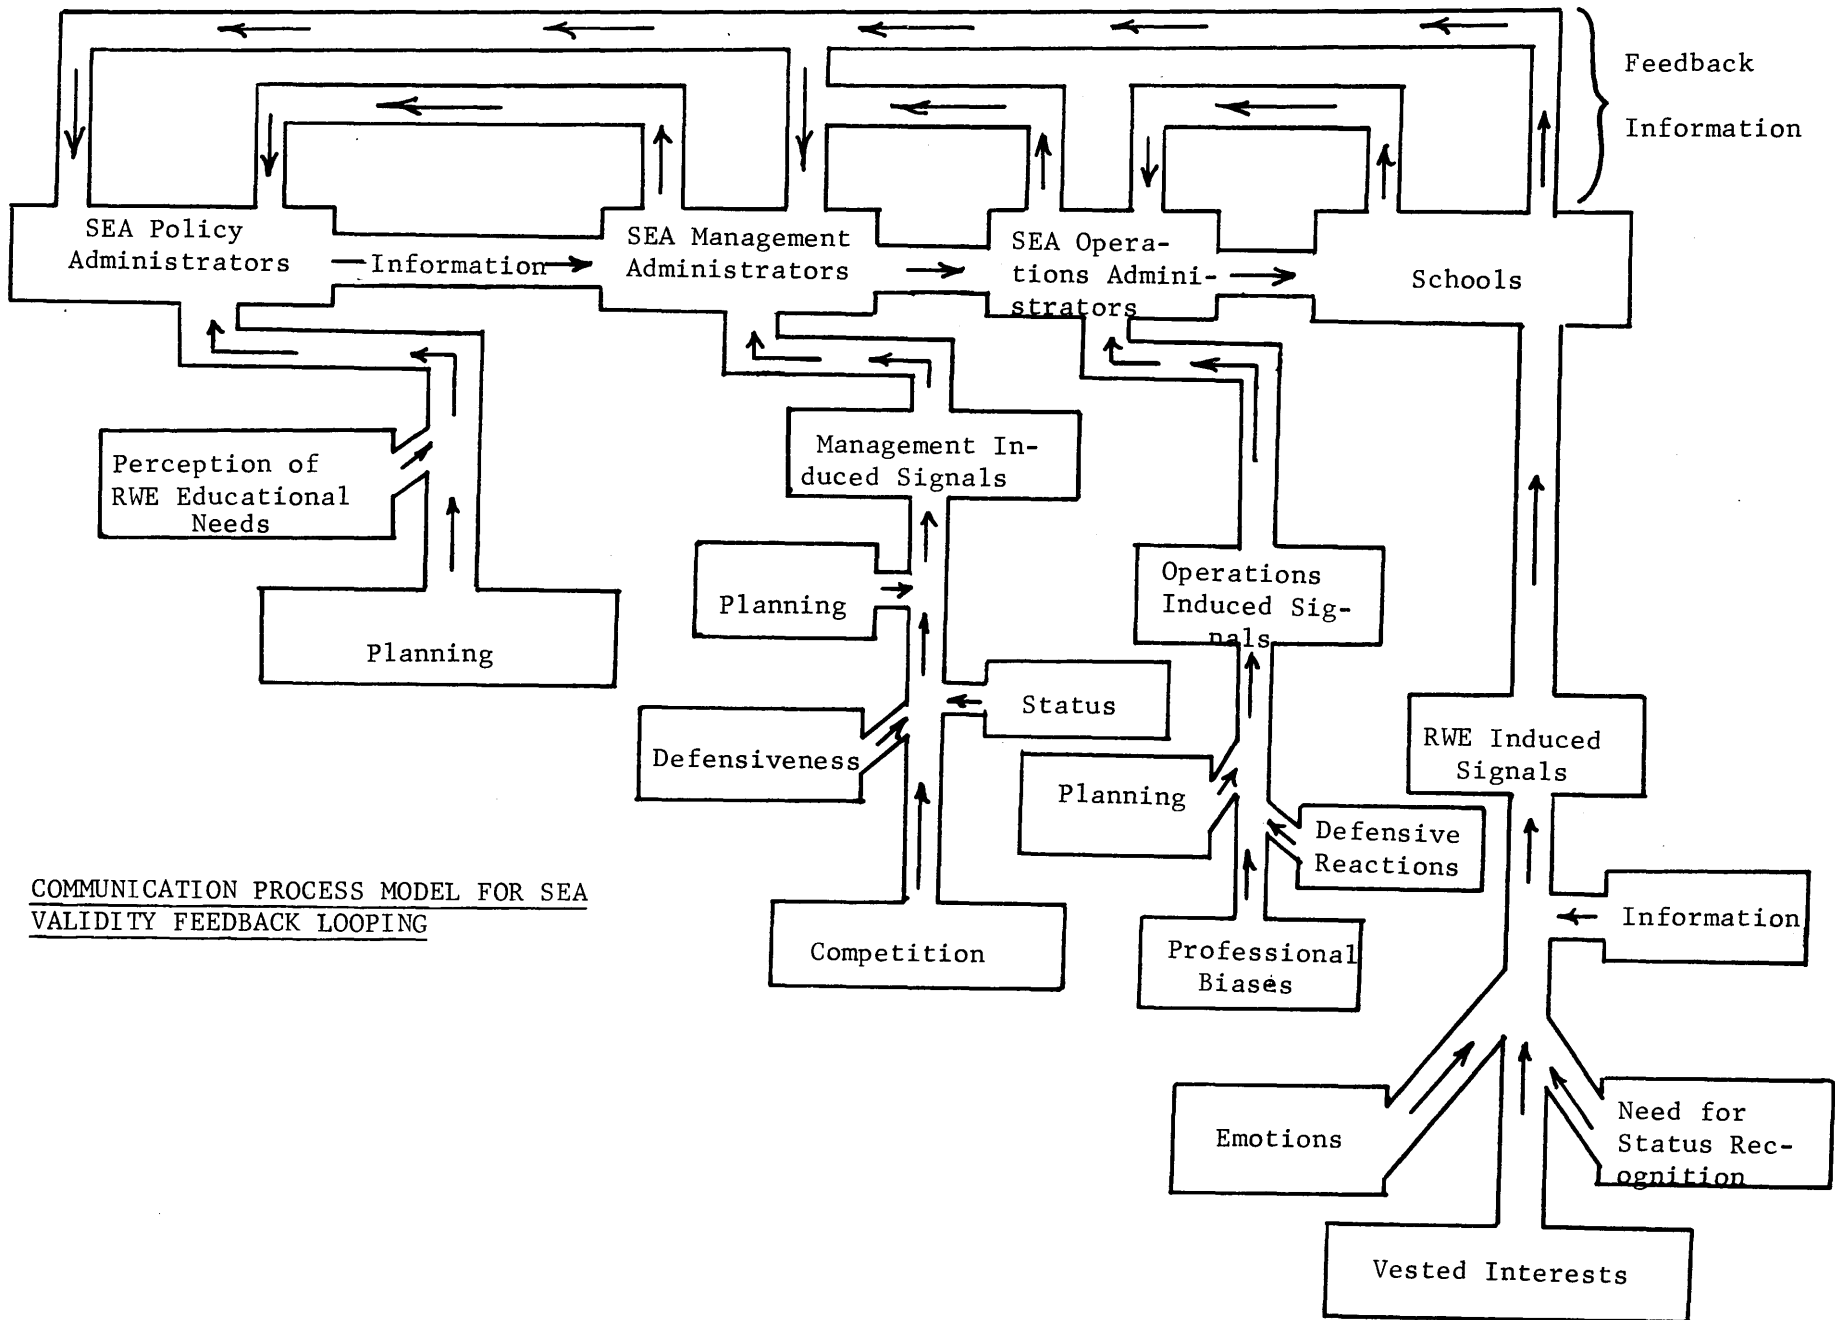 Feedback
Information
SEA Policy
Administrators
Information
SEA Management
Administrators
SEA Opera-
tions Admini-
strators
Schools
Perception of
RWE Educational
Needs
Planning
Management In-
duced Signals
Planning
Defensiveness
Status
Competition
Operations
Induced Sig-
nals
Planning
Defensive
Reactions
Professional
Biases
RWE Induced
Signals
Information
Emotions
Need for
Status Rec-
ognition
Vested Interests
COMMUNICATION PROCESS MODEL FOR SEA
VALIDITY FEEDBACK LOOPING